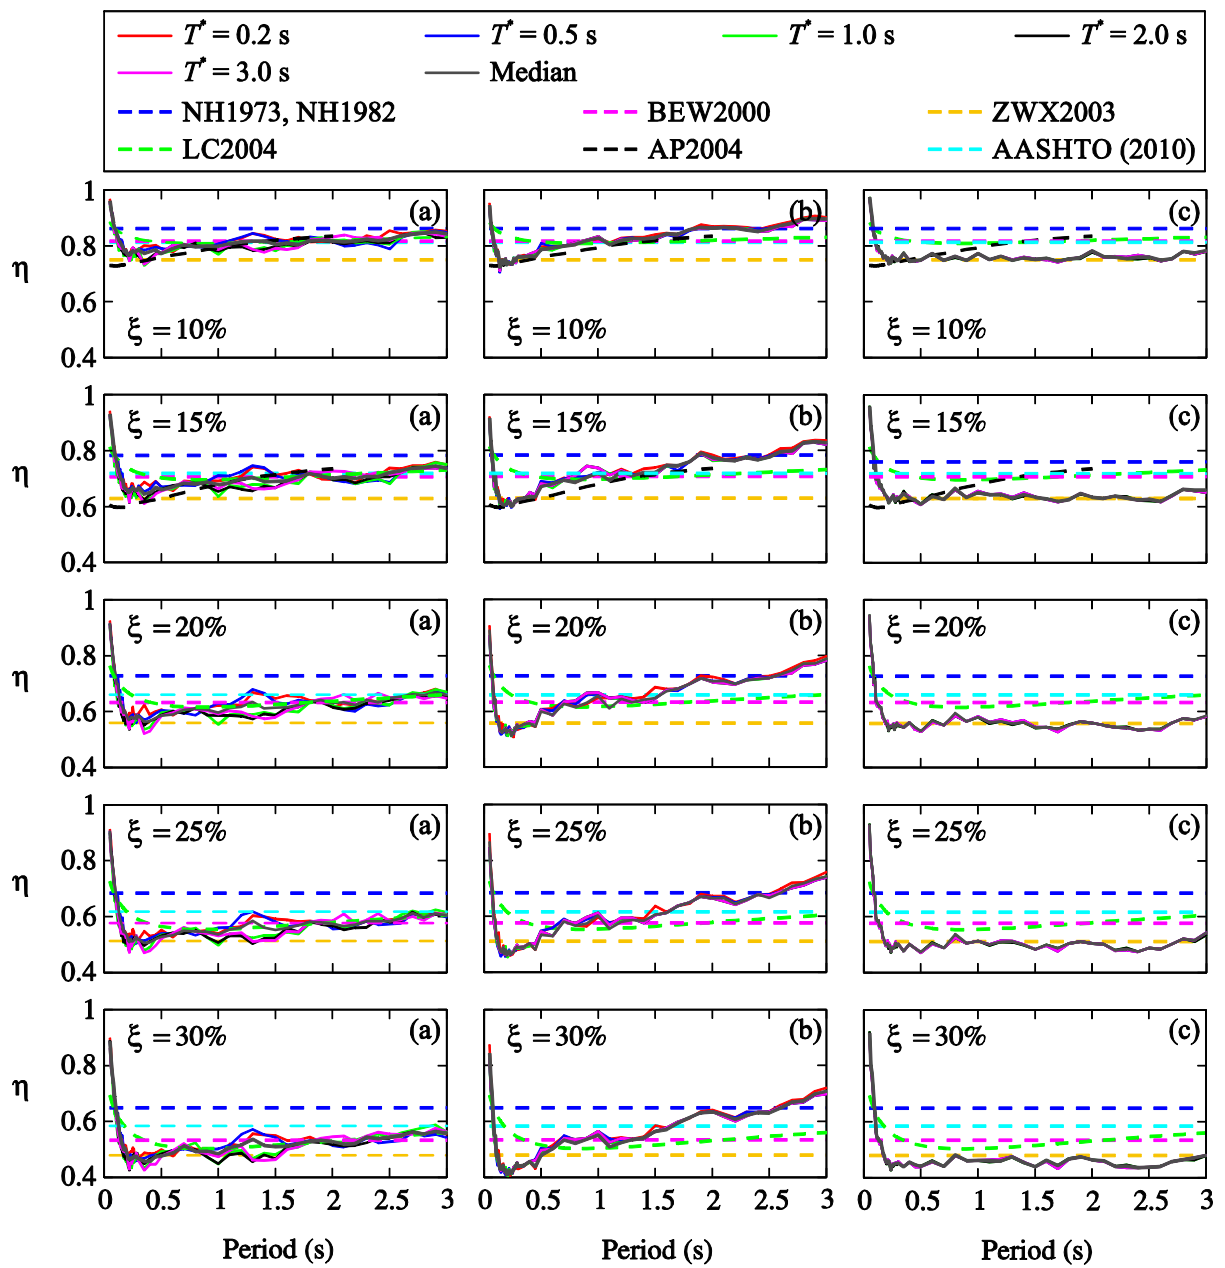 T* = 0.2 s T* = 0.5 s T* = 1.0 s T* = 2.0 s
T* = 3.0 s Median
NH1973, NH1982 BEW2000 ZWX2003
LC2004 AP2004 AASHTO (2010)
1 (a) (b) (c)
0.8
η
0.6
ξ = 10% ξ = 10% ξ = 10%
0.4
1 (a) (b) (c)
ξ = 15% ξ = 15% ξ = 15%
0.8
η
0.6
0.4
1 (a) (b) (c)
ξ = 20% ξ = 20% ξ = 20%
0.8
η
0.6
0.4
1 (a) (b) (c)
ξ = 25% ξ = 25% ξ = 25%
0.8
η
0.6
0.4
1 (a) (b) (c)
ξ = 30% ξ = 30% ξ = 30%
0.8
η
0.6
0.4
0 0.5 1 1.5 2 2.5 3 0 0.5 1 1.5 2 2.5 3 0 0.5 1 1.5 2 2.5 3
Period (s) Period (s) Period (s)